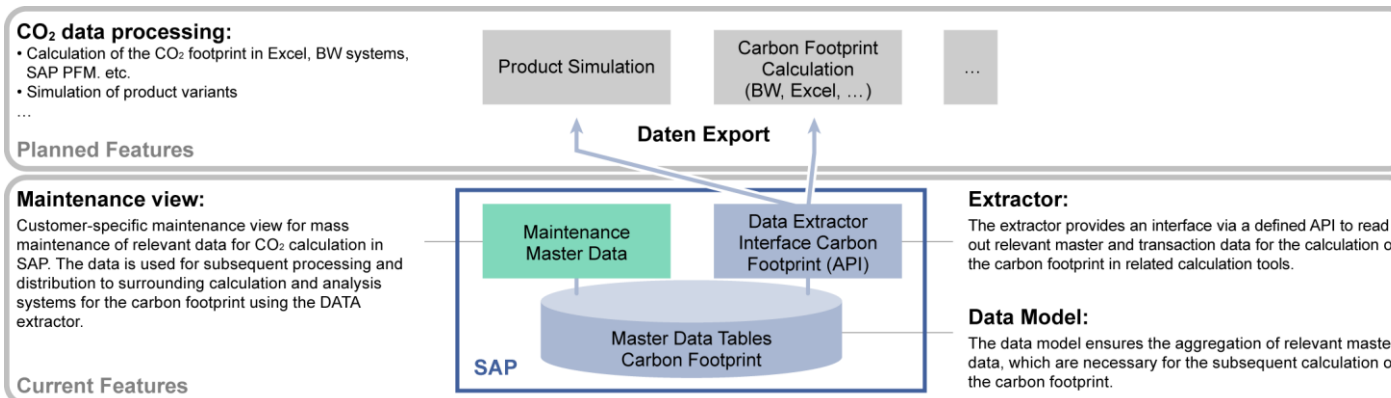 CO₂ data processing:
• Calculation of the CO₂ footprint in Excel, BW systems,
SAP PFM. etc.
• Simulation of product variants
…
Planned Features
Product Simulation
Carbon Footprint
Calculation
(BW, Excel, …)
…
Daten Export
Maintenance view:
Customer-specific maintenance view for mass
maintenance of relevant data for CO₂ calculation in
SAP. The data is used for subsequent processing and
distribution to surrounding calculation and analysis
systems for the carbon footprint using the DATA
extractor.
Current Features
Maintenance
Master Data
Data Extractor
Interface Carbon
Footprint (API)
Master Data Tables
Carbon Footprint
SAP
Extractor:
The extractor provides an interface via a defined API to read
out relevant master and transaction data for the calculation o
the carbon footprint in related calculation tools.
Data Model:
The data model ensures the aggregation of relevant maste
data, which are necessary for the subsequent calculation o
the carbon footprint.